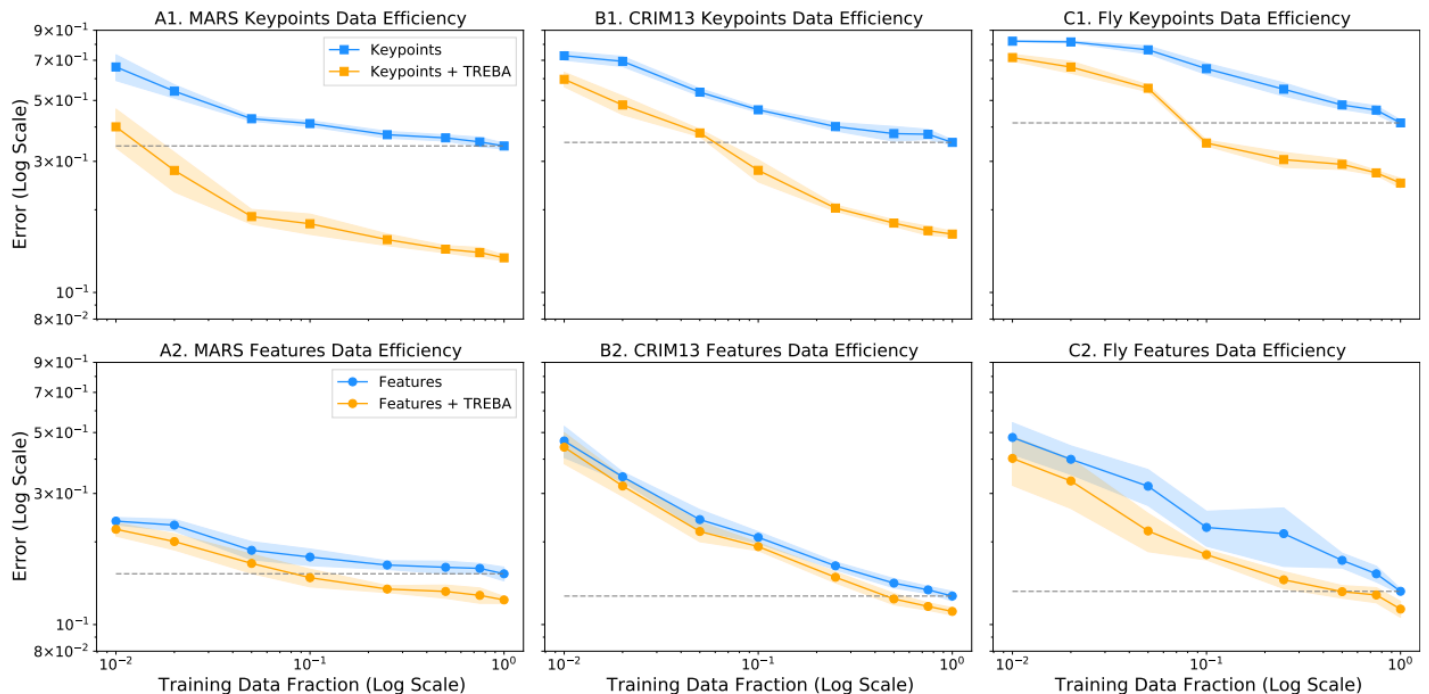 A1. MARS Keypoints Data Efficiency
B1. CRIM13 Keypoints Data Efficiency
C1. Fly Keypoints Data Efficiency
Error (Log Scale)
9×10⁻¹
7×10⁻¹
5×10⁻¹
3×10⁻¹
10⁻¹
8×10⁻²
Keypoints
Keypoints + TREBA
A2. MARS Features Data Efficiency
B2. CRIM13 Features Data Efficiency
C2. Fly Features Data Efficiency
Error (Log Scale)
9×10⁻¹
7×10⁻¹
5×10⁻¹
3×10⁻¹
10⁻¹
8×10⁻²
Features
Features + TREBA
10⁻² 10⁻¹ 10⁰
10⁻² 10⁻¹ 10⁰
10⁻² 10⁻¹ 10⁰
Training Data Fraction (Log Scale)
Training Data Fraction (Log Scale)
Training Data Fraction (Log Scale)